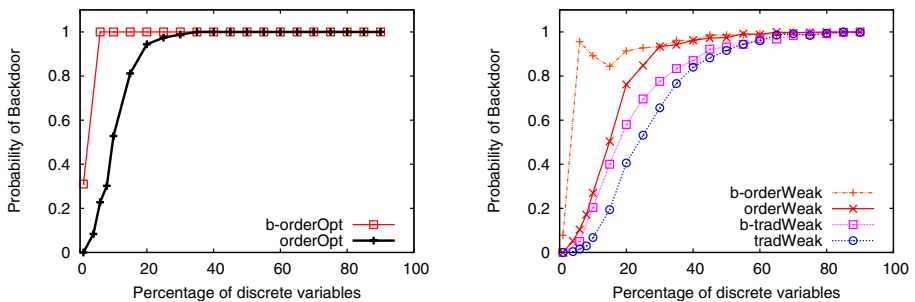 1
0.8
0.6
0.4
0.2
0
Probability of Backdoor
b-orderOpt
orderOpt
0 20 40 60 80 100
Percentage of discrete variables
1
0.8
0.6
0.4
0.2
0
Probability of Backdoor
b-orderWeak
orderWeak
b-tradWeak
tradWeak
0 20 40 60 80 100
Percentage of discrete variables